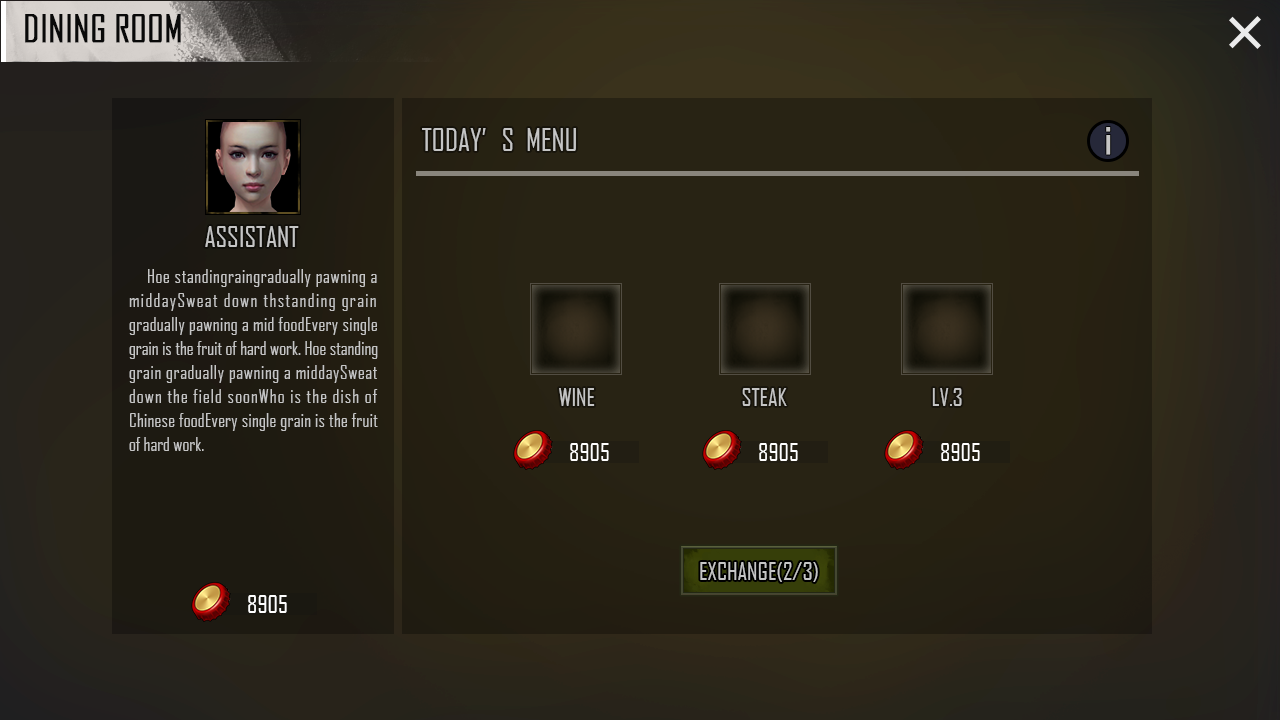 DINING ROOM
TODAY' S MENU
i
ASSISTANT
Hoe standingraingradually pawning a
middaySweat down thstanding grain
gradually pawning a mid foodEvery single
grain is the fruit of hard work. Hoe standing
grain gradually pawning a middaySweat
down the field soonWho is the dish of
Chinese foodEvery single grain is the fruit
of hard work.
8905
WINE
STEAK
LV.3
8905
8905
8905
EXCHANGE(2/3)